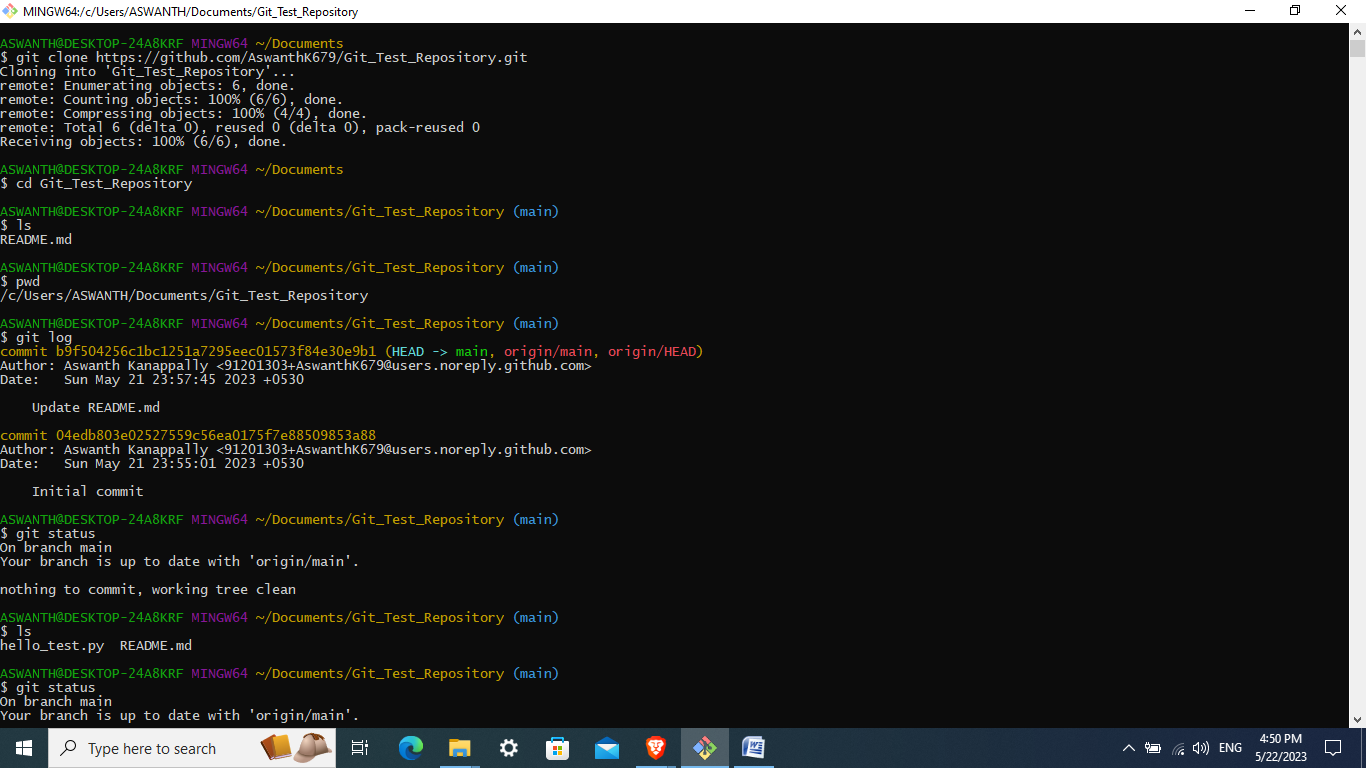 MINGW64:/c/Users/ASWANTH/Documents/Git_Test_Repository
ASWANTH@DESKTOP-24A8KRF MINGW64 ~/Documents
$ git clone https://github.com/AswanthK679/Git_Test_Repository.git
Cloning into 'Git_Test_Repository'...
remote: Enumerating objects: 6, done.
remote: Counting objects: 100% (6/6), done.
remote: Compressing objects: 100% (4/4), done.
remote: Total 6 (delta 0), reused 0 (delta 0), pack-reused 0
Receiving objects: 100% (6/6), done.
ASWANTH@DESKTOP-24A8KRF MINGW64 ~/Documents
$ cd Git_Test_Repository
ASWANTH@DESKTOP-24A8KRF MINGW64 ~/Documents/Git_Test_Repository (main)
$ ls
README.md
ASWANTH@DESKTOP-24A8KRF MINGW64 ~/Documents/Git_Test_Repository (main)
$ pwd
/c/Users/ASWANTH/Documents/Git_Test_Repository
ASWANTH@DESKTOP-24A8KRF MINGW64 ~/Documents/Git_Test_Repository (main)
$ git log
commit b9f504256c1bc1251a7295eec01573f84e30e9b1 (HEAD -> main, origin/main, origin/HEAD)
Author: Aswanth Kanappally <91201303+AswanthK679@users.noreply.github.com>
Date:   Sun May 21 23:57:45 2023 +0530
Update README.md
commit 04edb803e02527559c56ea0175f7e88509853a88
Author: Aswanth Kanappally <91201303+AswanthK679@users.noreply.github.com>
Date:   Sun May 21 23:55:01 2023 +0530
Initial commit
ASWANTH@DESKTOP-24A8KRF MINGW64 ~/Documents/Git_Test_Repository (main)
$ git status
On branch main
Your branch is up to date with 'origin/main'.
nothing to commit, working tree clean
ASWANTH@DESKTOP-24A8KRF MINGW64 ~/Documents/Git_Test_Repository (main)
$ ls
hello_test.py  README.md
ASWANTH@DESKTOP-24A8KRF MINGW64 ~/Documents/Git_Test_Repository (main)
$ git status
On branch main
Your branch is up to date with 'origin/main'.
Type here to search
ENG
4:50 PM
5/22/2023